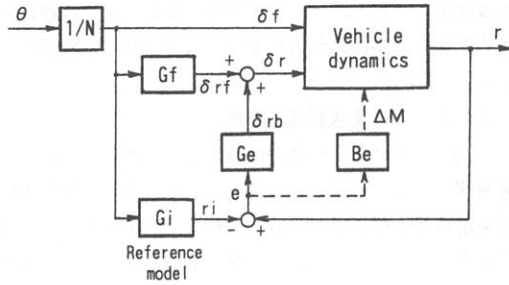 θ
1/N
δf
Vehicle
dynamics
r
Gf
+
δr
δrf
+
δrb
ΔM
Ge
Be
e
Gi
ri
-
+
Reference
model